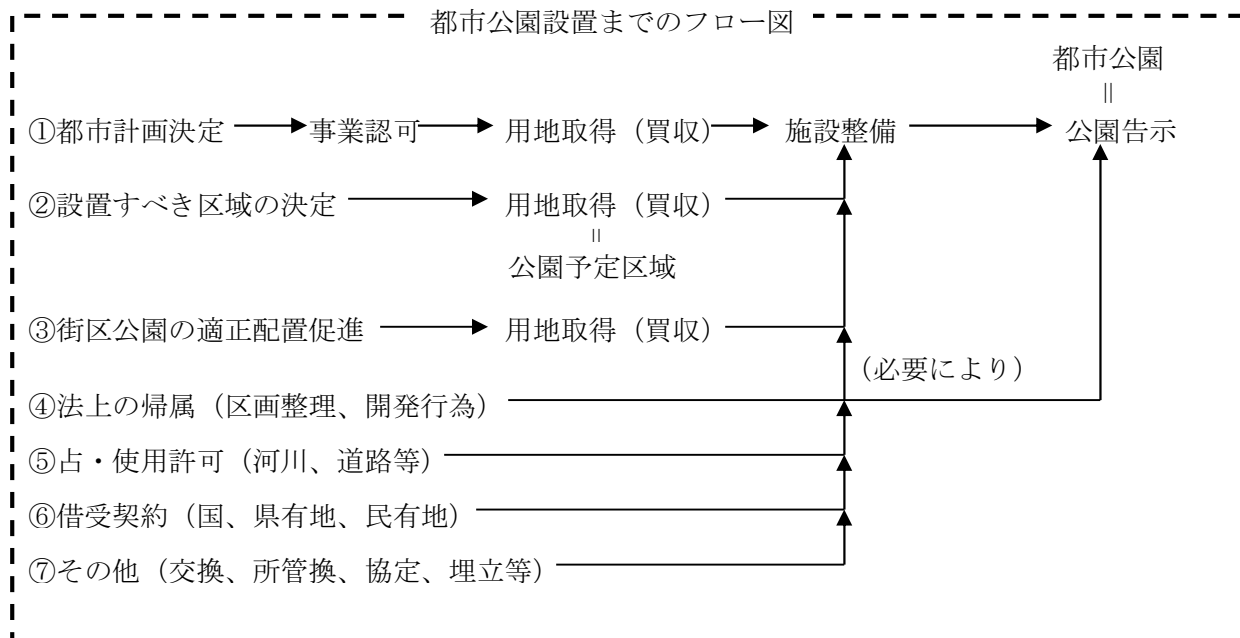 都市公園設置までのフロー図
都市公園
||
①都市計画決定 事業認可 用地取得（買収） 施設整備 公園告示
②設置すべき区域の決定 用地取得（買収）
||
公園予定区域
③街区公園の適正配置促進 用地取得（買収）
（必要により）
④法上の帰属（区画整理、開発行為）
⑤占・使用許可（河川、道路等）
⑥借受契約（国、県有地、民有地）
⑦その他（交換、所管換、協定、埋立等）